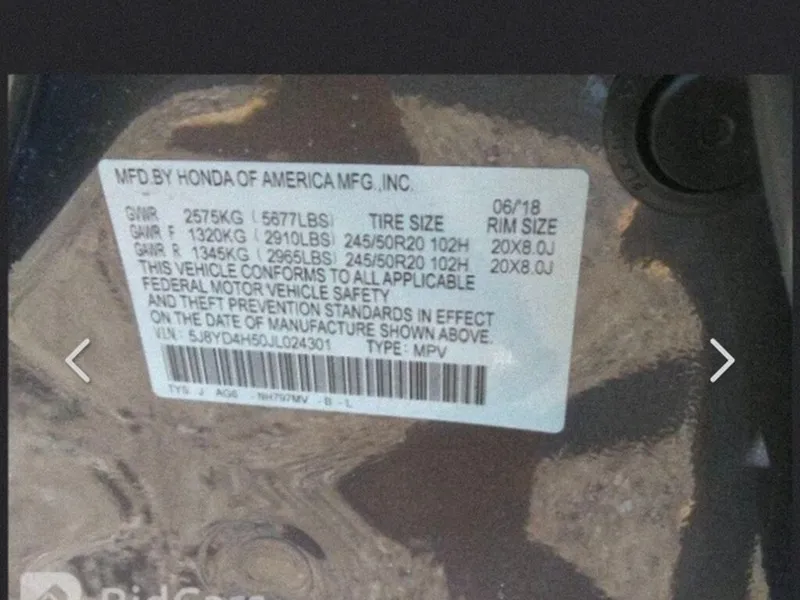 MFD.BY HONDA OF AMERICA MFG.,INC.
06/'18
GVWR 2575KG (5677LBS) TIRE SIZE RIM SIZE
GAWR F 1320KG (2910LBS) 245/50R20 102H 20X8.0J
GAWR R 1345KG (2965LBS) 245/50R20 102H 20X8.0J
THIS VEHICLE CONFORMS TO ALL APPLICABLE
FEDERAL MOTOR VEHICLE SAFETY
AND THEFT PREVENTION STANDARDS IN EFFECT
ON THE DATE OF MANUFACTURE SHOWN ABOVE.
V.I.N.: 5J8YD4H50JL024301 TYPE: MPV
TYS J AG6 -NH797MV -B -L
BidCars